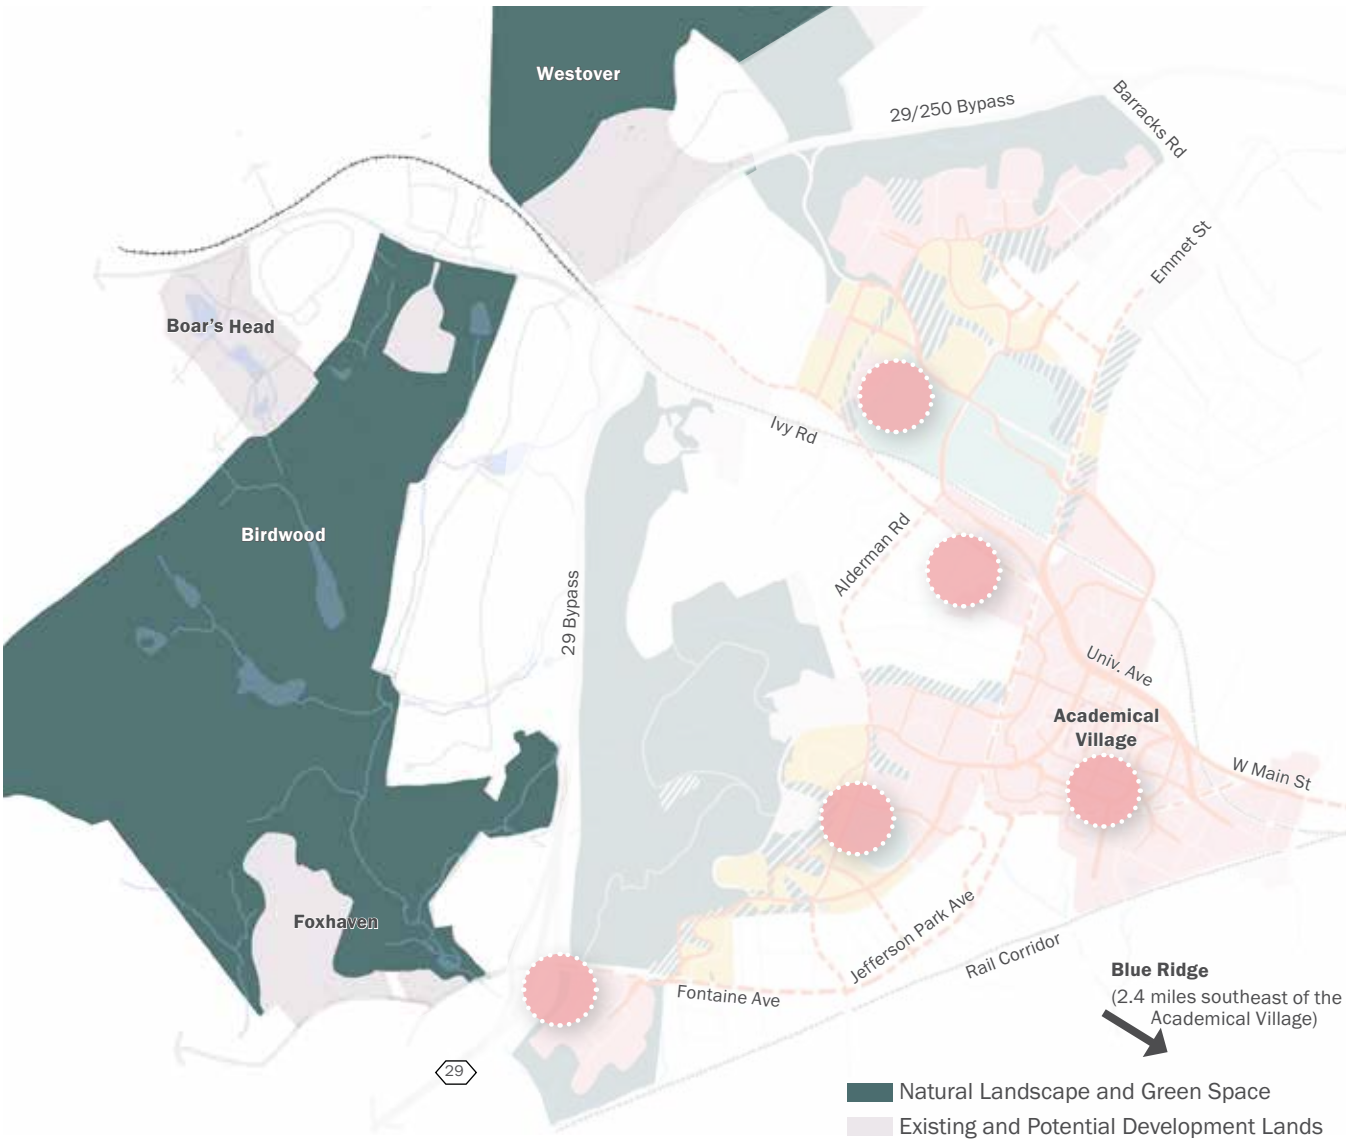 Westover
29/250 Bypass
Barracks Rd
Emmet St
Boar's Head
Ivy Rd
Birdwood
Alderman Rd
29 Bypass
Univ. Ave
Academical
Village
W Main St
Foxhaven
Jefferson Park Ave
Rail Corridor
Fontaine Ave
Blue Ridge
(2.4 miles southeast of the
Academical Village)
29
Natural Landscape and Green Space
Existing and Potential Development Lands